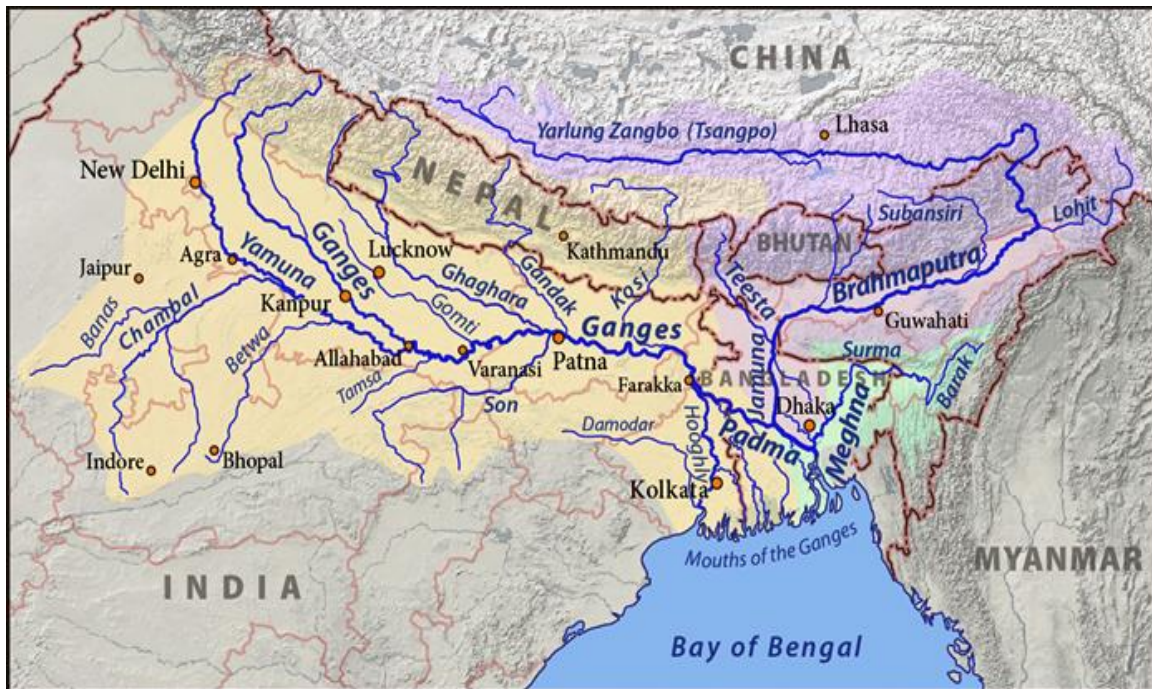 CHINA
Yarlung Zangbo (Tsangpo)
Lhasa
New Delhi
NEPAL
Subansiri
Lohit
BHUTAN
Kathmandu
Agra
Yamuna
Ganges
Lucknow
Ghaghara
Gandak
Kosi
Teesta
Brahmaputra
Jaipur
Banas
Chambal
Kanpur
Gomti
Ganges
Guwahati
Betwa
Allahabad
Varanasi
Patna
Surma
Barak
Tamsa
Farakka
BANGLADESH
Jamuna
Dhaka
Meghna
Son
Damodar
Hooghly
Padma
Indore
Bhopal
Kolkata
Mouths of the Ganges
INDIA
MYANMAR
Bay of Bengal